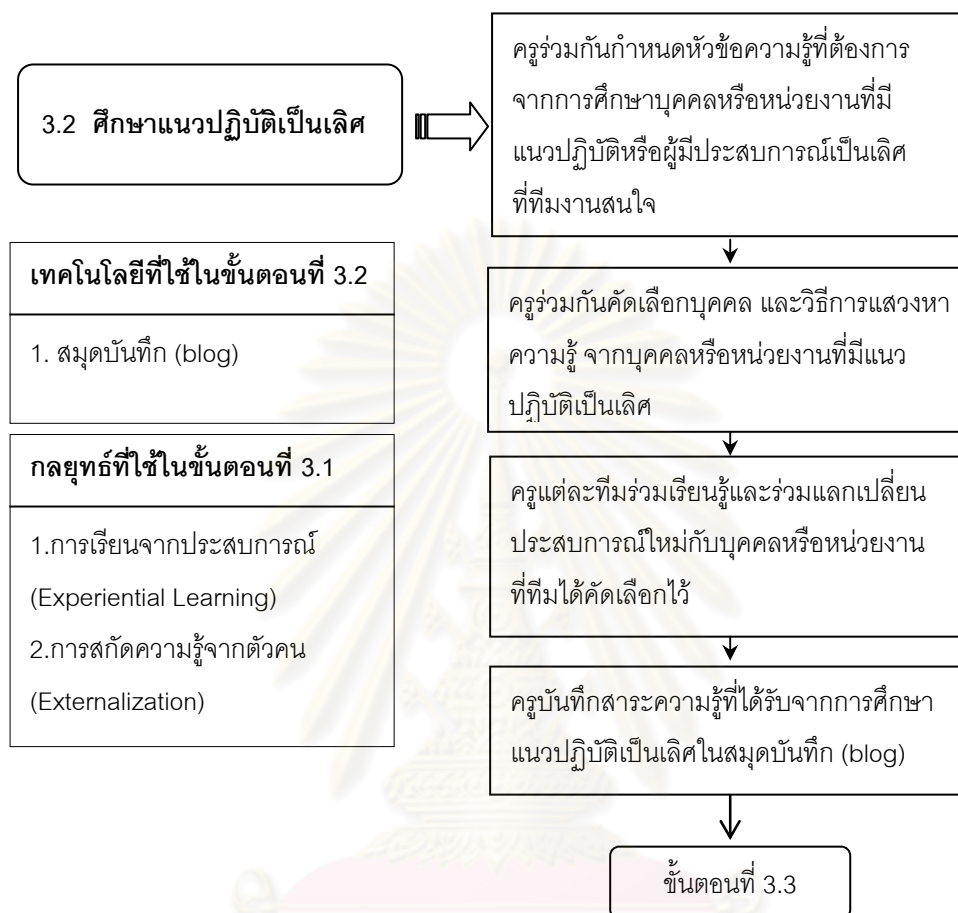 3.2 ศึกษาแนวปฏิบัติเป็นเลิศ
ครูร่วมกันกำหนดหัวข้อความรู้ที่ต้องการ
จากการศึกษาบุคคลหรือหน่วยงานที่มี
แนวปฏิบัติหรือผู้มีประสบการณ์เป็นเลิศ
ที่ทีมงานสนใจ
เทคโนโลยีที่ใช้ในขั้นตอนที่ 3.2
1. สมุดบันทึก (blog)
ครูร่วมกันคัดเลือกบุคคล และวิธีการแสวงหา
ความรู้ จากบุคคลหรือหน่วยงานที่มีแนว
ปฏิบัติเป็นเลิศ
กลยุทธ์ที่ใช้ในขั้นตอนที่ 3.1
1.การเรียนจากประสบการณ์
(Experiential Learning)
2.การสกัดความรู้จากตัวคน
(Externalization)
ครูแต่ละทีมร่วมเรียนรู้และร่วมแลกเปลี่ยน
ประสบการณ์ใหม่กับบุคคลหรือหน่วยงาน
ที่ทีมได้คัดเลือกไว้
ครูบันทึกสาระความรู้ที่ได้รับจากการศึกษา
แนวปฏิบัติเป็นเลิศในสมุดบันทึก (blog)
ขั้นตอนที่ 3.3